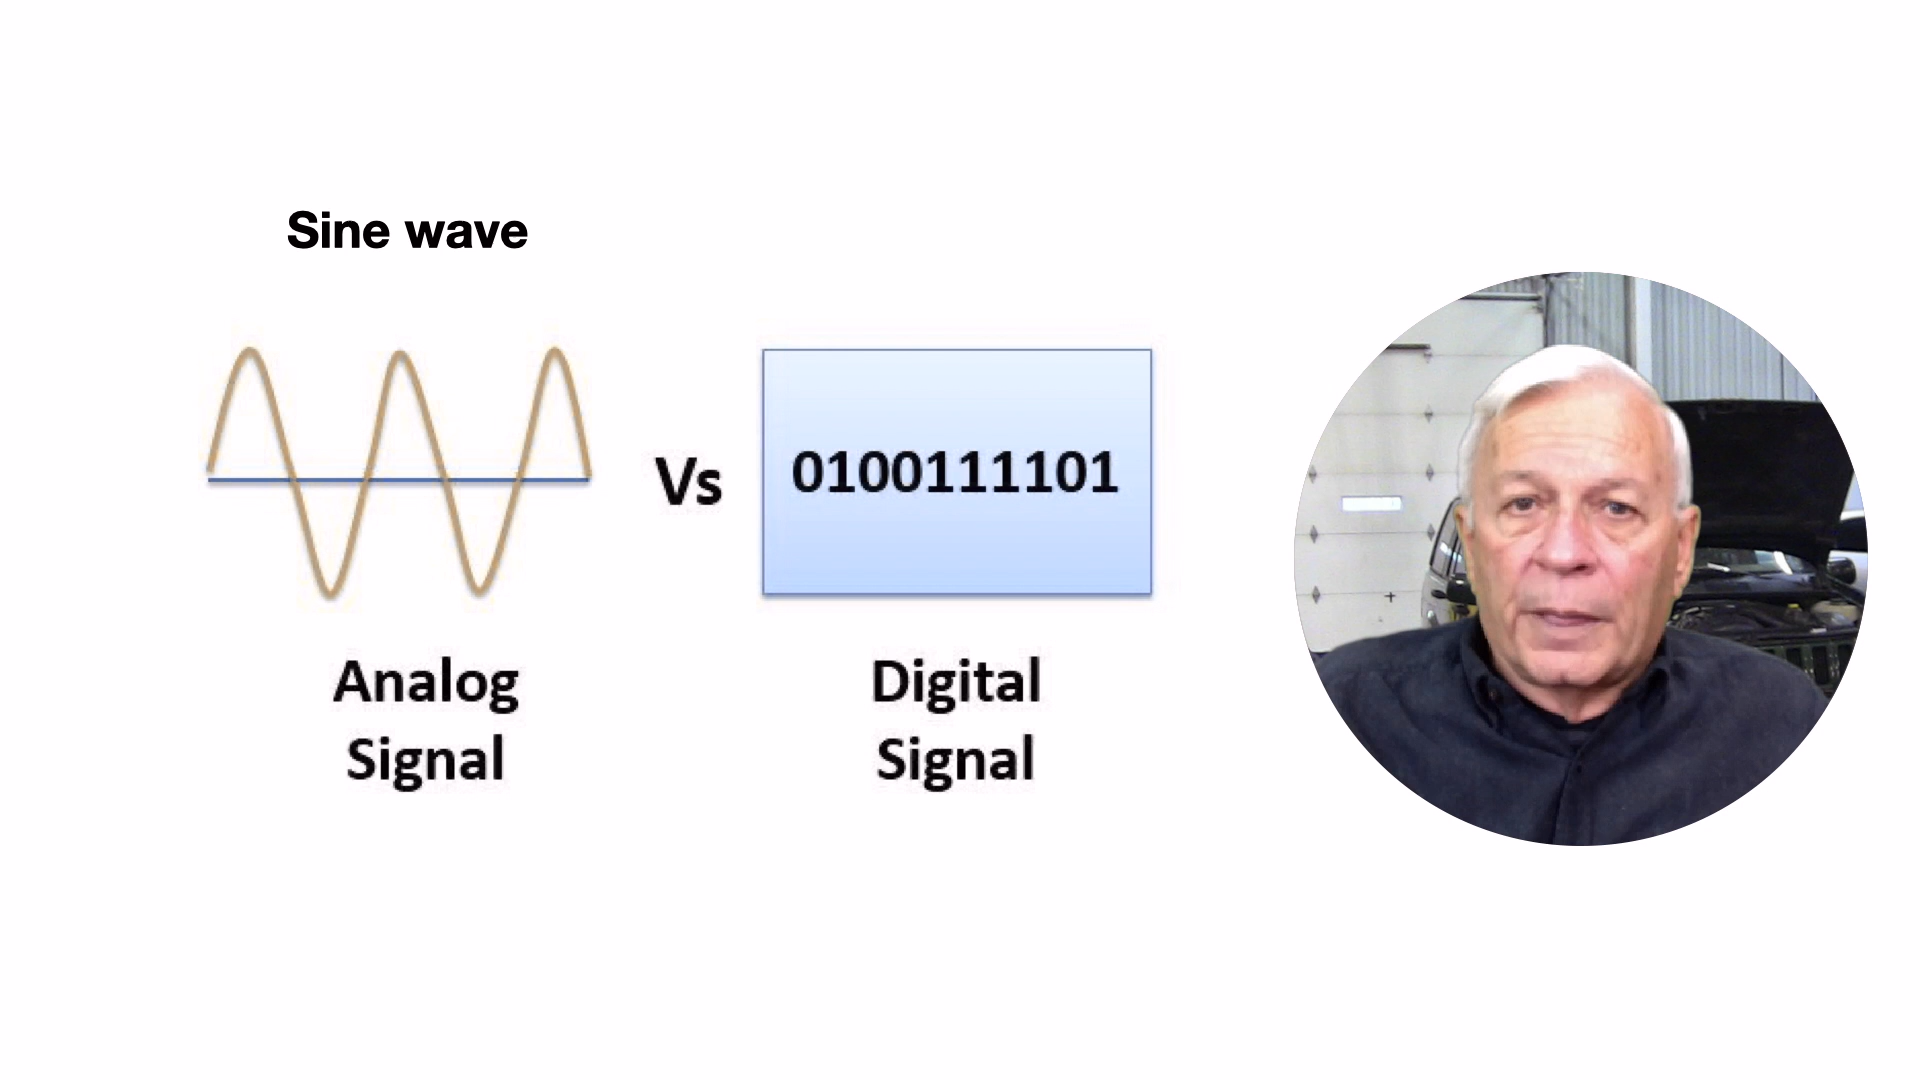 Sine wave
Vs
0100111101
Analog
Signal
Digital
Signal